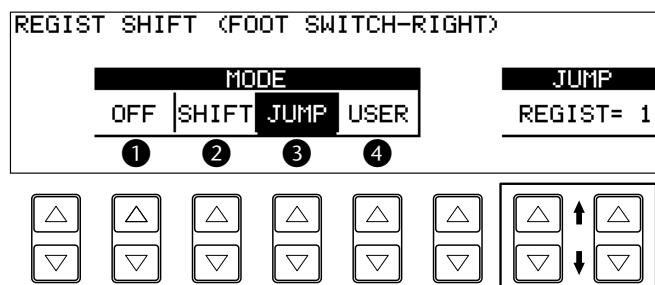 REGIST SHIFT (FOOT SWITCH-RIGHT)
MODE JUMP
OFF SHIFT JUMP USER REGIST= 1
1 2 3 4